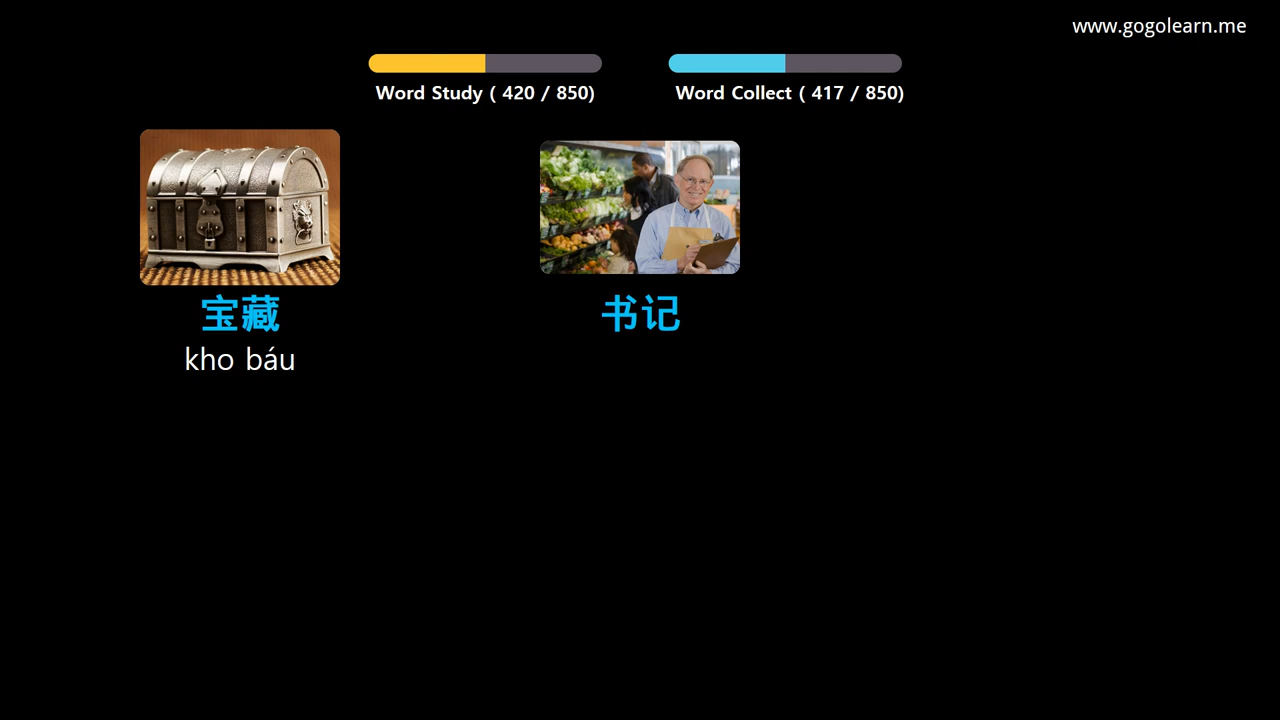 www.gogolearn.me
Word Study ( 420 / 850)
Word Collect ( 417 / 850)
宝藏
kho báu
书记